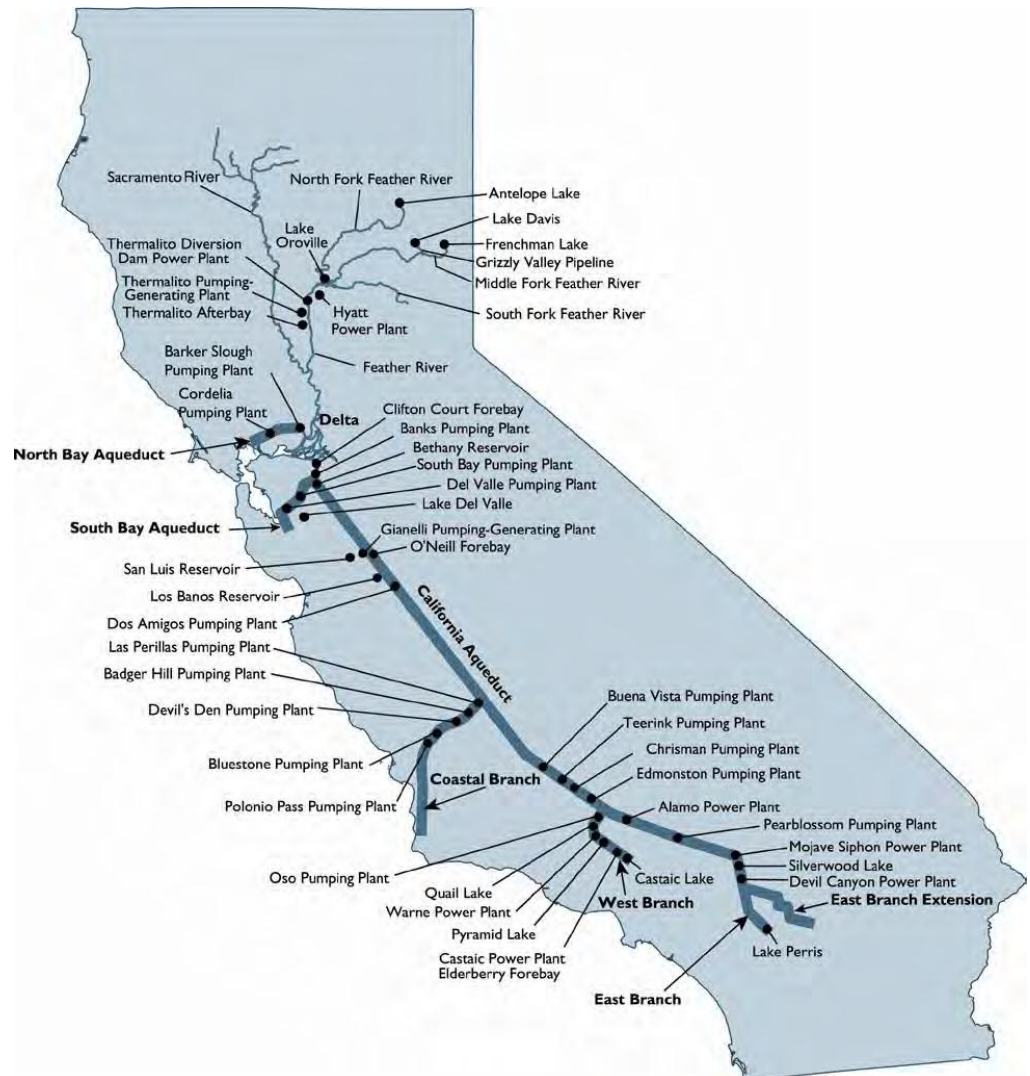 Sacramento River
North Fork Feather River
Antelope Lake
Lake Davis
Lake
Oroville
Frenchman Lake
Grizzly Valley Pipeline
Middle Fork Feather River
Thermalito Diversion
Dam Power Plant
Thermalito Pumping-
Generating Plant
Thermalito Afterbay
Hyatt
Power Plant
South Fork Feather River
Feather River
Barker Slough
Pumping Plant
Cordelia
Pumping Plant
Delta
North Bay Aqueduct
Clifton Court Forebay
Banks Pumping Plant
Bethany Reservoir
South Bay Pumping Plant
Del Valle Pumping Plant
Lake Del Valle
South Bay Aqueduct
Gianelli Pumping-Generating Plant
O'Neill Forebay
San Luis Reservoir
Los Banos Reservoir
Dos Amigos Pumping Plant
California Aqueduct
Las Perillas Pumping Plant
Badger Hill Pumping Plant
Devil's Den Pumping Plant
Bluestone Pumping Plant
Polonio Pass Pumping Plant
Coastal Branch
Buena Vista Pumping Plant
Teerink Pumping Plant
Chrisman Pumping Plant
Edmonston Pumping Plant
Alamo Power Plant
Pearblossom Pumping Plant
Mojave Siphon Power Plant
Silverwood Lake
Devil Canyon Power Plant
East Branch Extension
Oso Pumping Plant
Quail Lake
Warne Power Plant
Pyramid Lake
Castaic Power Plant
Elderberry Forebay
Castaic Lake
West Branch
Lake Perris
East Branch